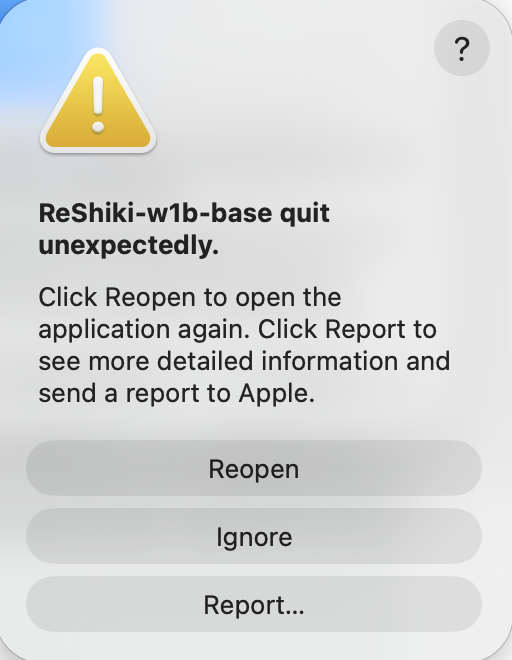 ?
ReShiki-w1b-base quit
unexpectedly.
Click Reopen to open the
application again. Click Report to
see more detailed information and
send a report to Apple.
Reopen
Ignore
Report...